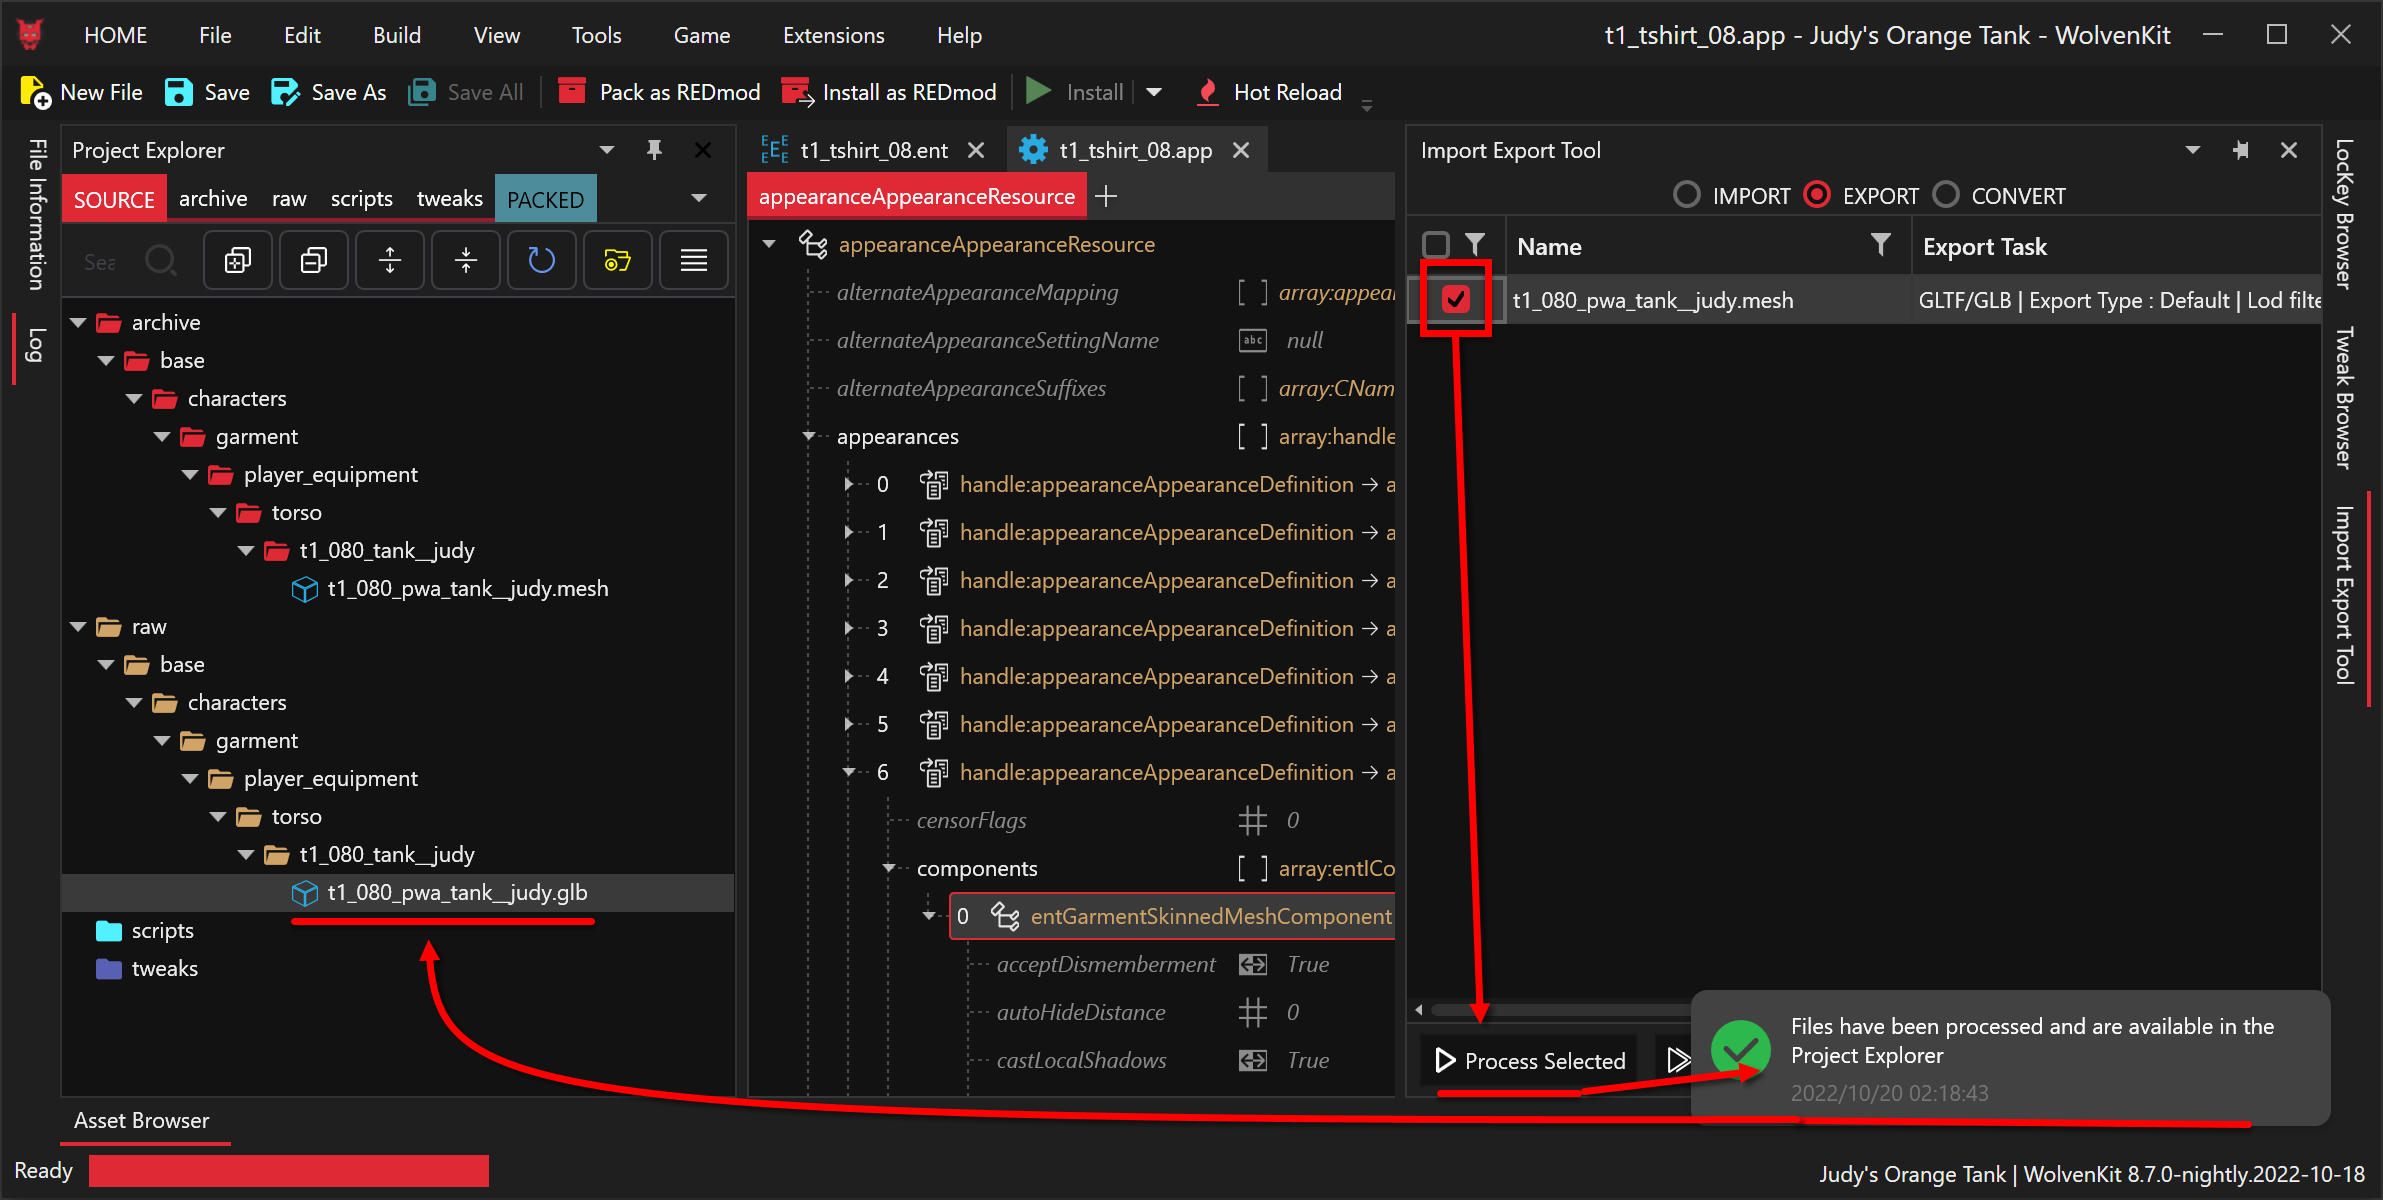 HOME File Edit Build View Tools Game Extensions Help
t1_tshirt_08.app - Judy's Orange Tank - WolvenKit
New File Save Save As Save All Pack as REDmod Install as REDmod Install Hot Reload
File Information
Log
Project Explorer
SOURCE archive raw scripts tweaks PACKED
archive
base
characters
garment
player_equipment
torso
t1_080_tank__judy
t1_080_pwa_tank__judy.mesh
raw
base
characters
garment
player_equipment
torso
t1_080_tank__judy
t1_080_pwa_tank__judy.glb
scripts
tweaks
Asset Browser
t1_tshirt_08.ent t1_tshirt_08.app
appearanceAppearanceResource
appearanceAppearanceResource
alternateAppearanceMapping array:appear
alternateAppearanceSettingName abc null
alternateAppearanceSuffixes array:CNam
appearances array:handle
0 handle:appearanceAppearanceDefinition → a
1 handle:appearanceAppearanceDefinition → a
2 handle:appearanceAppearanceDefinition → a
3 handle:appearanceAppearanceDefinition → a
4 handle:appearanceAppearanceDefinition → a
5 handle:appearanceAppearanceDefinition → a
6 handle:appearanceAppearanceDefinition → a
censorFlags 0
components array:entICo
0 entGarmentSkinnedMeshComponent
acceptDismemberment True
autoHideDistance 0
castLocalShadows True
Import Export Tool
IMPORT EXPORT CONVERT
Name Export Task
t1_080_pwa_tank__judy.mesh GLTF/GLB | Export Type : Default | Lod filte
Process Selected
Files have been processed and are available in the
Project Explorer
2022/10/20 02:18:43
LocKey Browser
Tweak Browser
Import Export Tool
Ready
Judy's Orange Tank | WolvenKit 8.7.0-nightly.2022-10-18